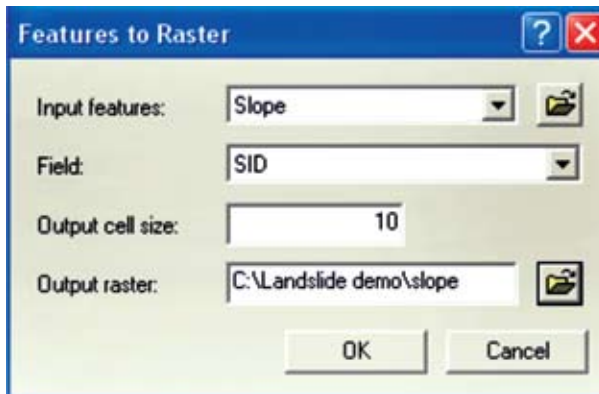 Features to Raster ?
Input features: Slope
Field: SID
Output cell size: 10
Output raster: C:\Landslide demo\slope
OK Cancel